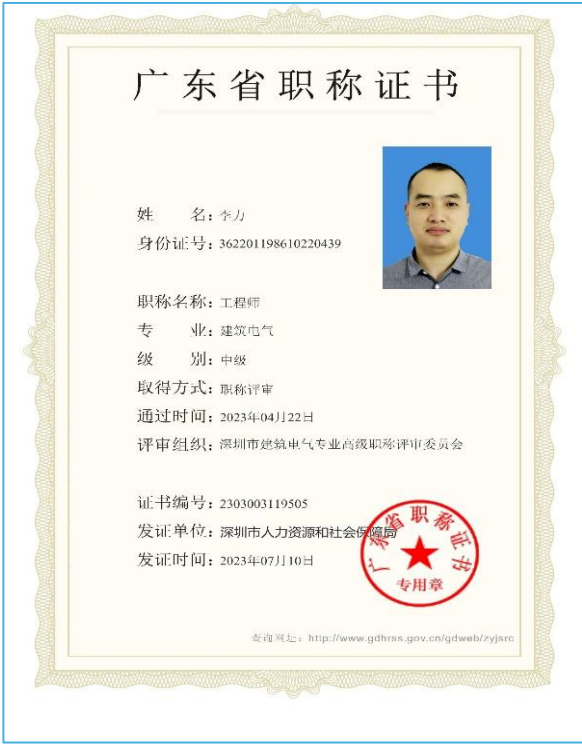 广东省职称证书
姓 名：李力
身份证号：362201198610220439
职称名称：工程师
专 业：建筑电气
级 别：中级
取得方式：职称评审
通过时间：2023年04月22日
评审组织：深圳市建筑电气专业高级职称评审委员会
证书编号：2303003119505
发证单位：深圳市人力资源和社会保障局
发证时间：2023年07月10日
广东省职称证书
专用章
查询网址：http://www.gdhrss.gov.cn/gdweb/zyjsrc